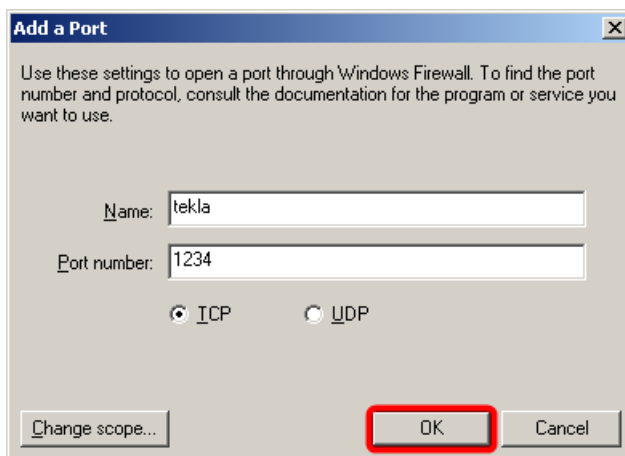 Add a Port
Use these settings to open a port through Windows Firewall. To find the port
number and protocol, consult the documentation for the program or service you
want to use.
Name: tekla
Port number: 1234
TCP UDP
Change scope... OK Cancel